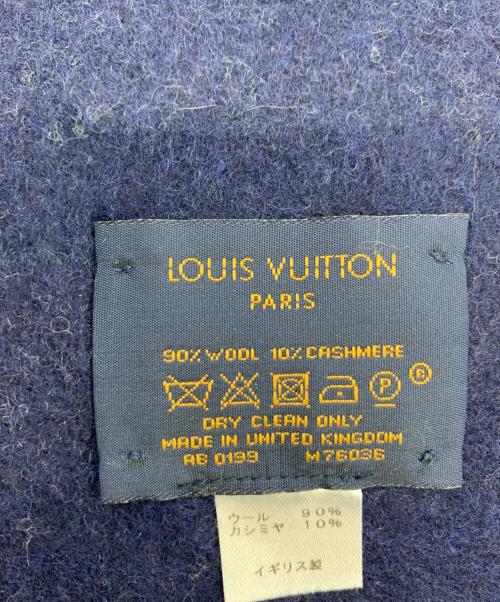 LOUIS VUITTON
PARIS
90% WOOL 10% CASHMERE
P ®
DRY CLEAN ONLY
MADE IN UNITED KINGDOM
AB 0199 M76036
ウール 90%
カシミヤ 10%
イギリス製